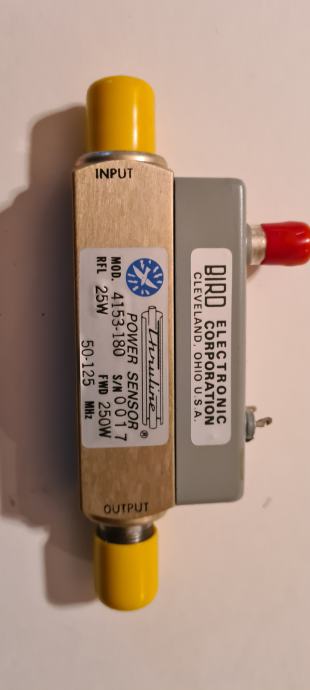 INPUT
Thruline®
POWER SENSOR
MOD. 4153-180 S/N 0017
RFL 25W FWD 250W
50-125 MHz
OUTPUT
BIRD ELECTRONIC
CORPORATION
CLEVELAND, OHIO U.S.A.